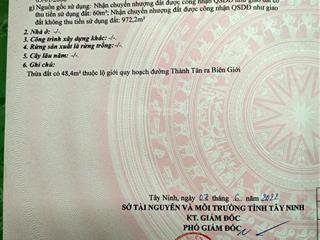 e) Nguồn gốc sử dụng: Nhận chuyển nhượng đất được công nhận QSDĐ như giao đất có
thu tiền sử dụng đất: 60m²; Nhận chuyển nhượng đất được công nhận QSDĐ như giao
đất không thu tiền sử dụng đất: 972,2m².
2. Nhà ở: -/-.
3. Công trình xây dựng khác: -/-.
4. Rừng sản xuất là rừng trồng: -/-.
5. Cây lâu năm: -/-.
6. Ghi chú:
Thửa đất có 48,4m² thuộc lộ giới quy hoạch đường Thành Tân ra Biên Giới
Tây Ninh, ngày 03 tháng 6 năm 2022
SỞ TÀI NGUYÊN VÀ MÔI TRƯỜNG TỈNH TÂY NINH
KT. GIÁM ĐỐC
PHÓ GIÁM ĐỐC